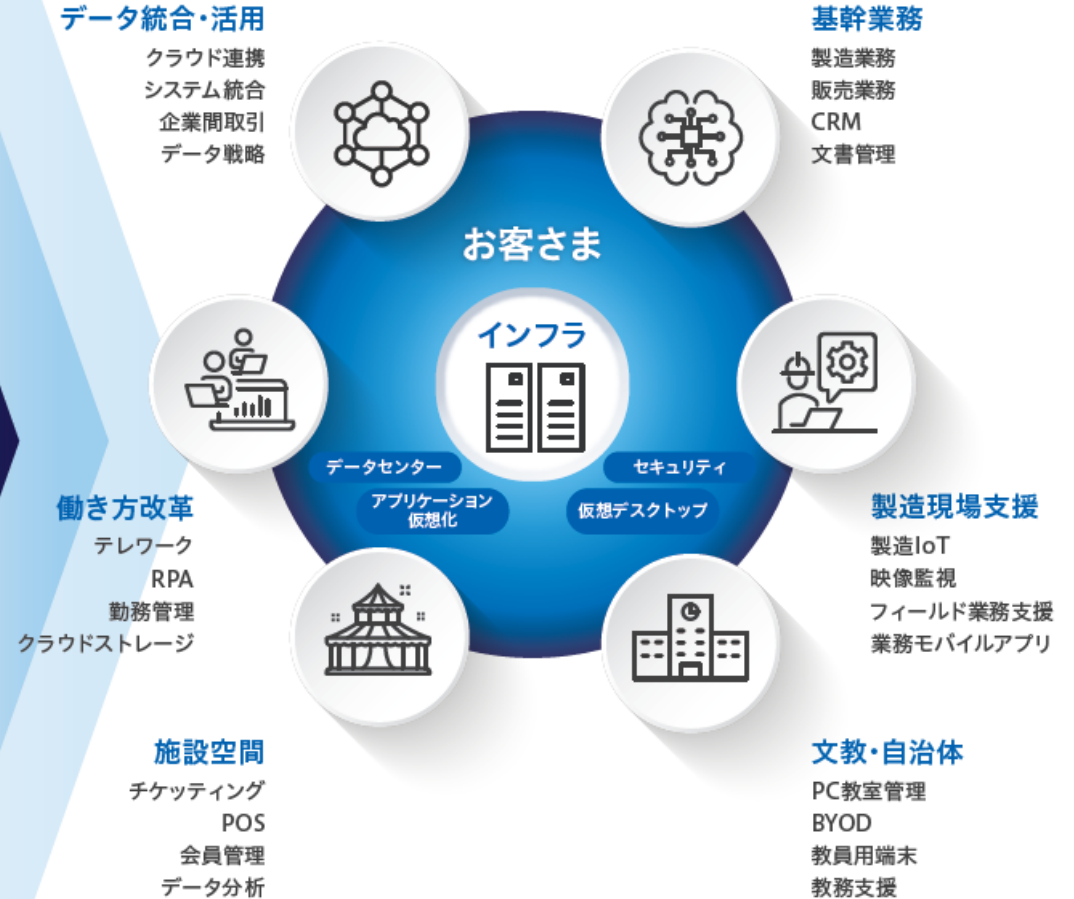 データ統合・活用
クラウド連携
システム統合
企業間取引
データ戦略
基幹業務
製造業務
販売業務
CRM
文書管理
お客さま
インフラ
データセンター
セキュリティ
アプリケーション
仮想化
仮想デスクトップ
働き方改革
テレワーク
RPA
勤務管理
クラウドストレージ
製造現場支援
製造IoT
映像監視
フィールド業務支援
業務モバイルアプリ
施設空間
チケッティング
POS
会員管理
データ分析
文教・自治体
PC教室管理
BYOD
教員用端末
教務支援